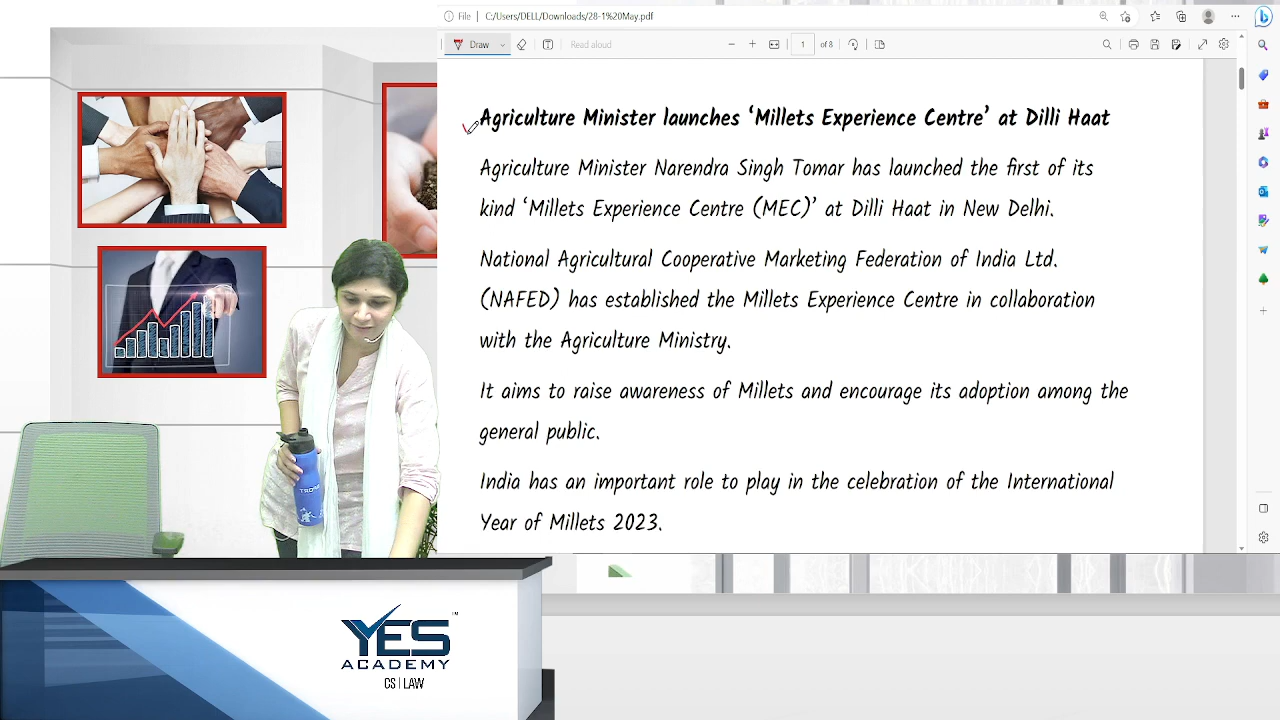 File
C:/Users/DELL/Downloads/28-1%20May.pdf
Draw
Read aloud
1
of 8
Agriculture Minister launches ‘Millets Experience Centre’ at Dilli Haat
Agriculture Minister Narendra Singh Tomar has launched the first of its
kind ‘Millets Experience Centre (MEC)’ at Dilli Haat in New Delhi.
National Agricultural Cooperative Marketing Federation of India Ltd.
(NAFED) has established the Millets Experience Centre in collaboration
with the Agriculture Ministry.
It aims to raise awareness of Millets and encourage its adoption among the
general public.
India has an important role to play in the celebration of the International
Year of Millets 2023.
YES
ACADEMY
CS | LAW